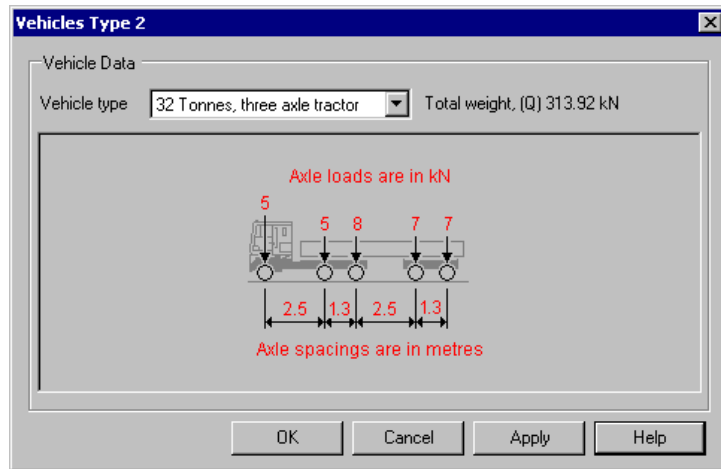 Vehicles Type 2
Vehicle Data
Vehicle type 32 Tonnes, three axle tractor Total weight, (Q) 313.92 kN
Axle loads are in kN
5
5 8 7 7
2.5 1.3 2.5 1.3
Axle spacings are in metres
OK Cancel Apply Help